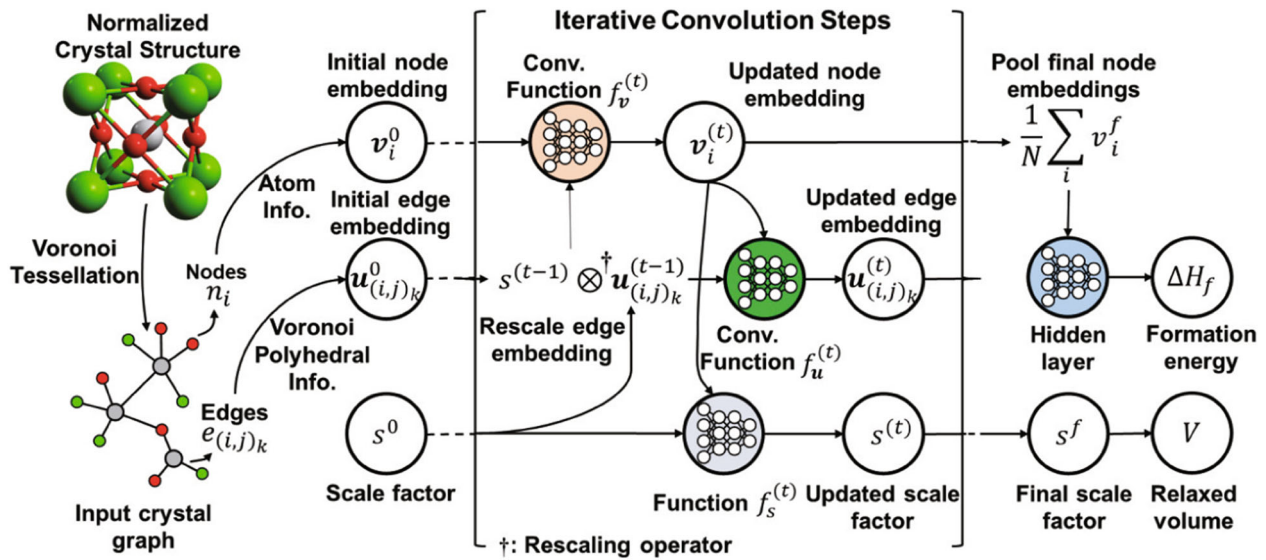 Normalized
Crystal Structure
Voronoi
Tessellation
Nodes
n_i
Atom
Info.
Edges
e_{(i,j)_k}
Voronoi
Polyhedral
Info.
Input crystal
graph
Initial node
embedding
v_i^0
Initial edge
embedding
u_{(i,j)_k}^0
s^0
Scale factor
Iterative Convolution Steps
Conv.
Function f_v^{(t)}
Updated node
embedding
v_i^{(t)}
s^{(t-1)} ⊗^† u_{(i,j)_k}^{(t-1)}
Rescale edge
embedding
Conv.
Function f_u^{(t)}
Updated edge
embedding
u_{(i,j)_k}^{(t)}
Function f_s^{(t)}
s^{(t)}
Updated scale
factor
†: Rescaling operator
Pool final node
embeddings
\frac{1}{N} \sum_i v_i^f
Hidden
layer
ΔH_f
Formation
energy
s^f
Final scale
factor
V
Relaxed
volume